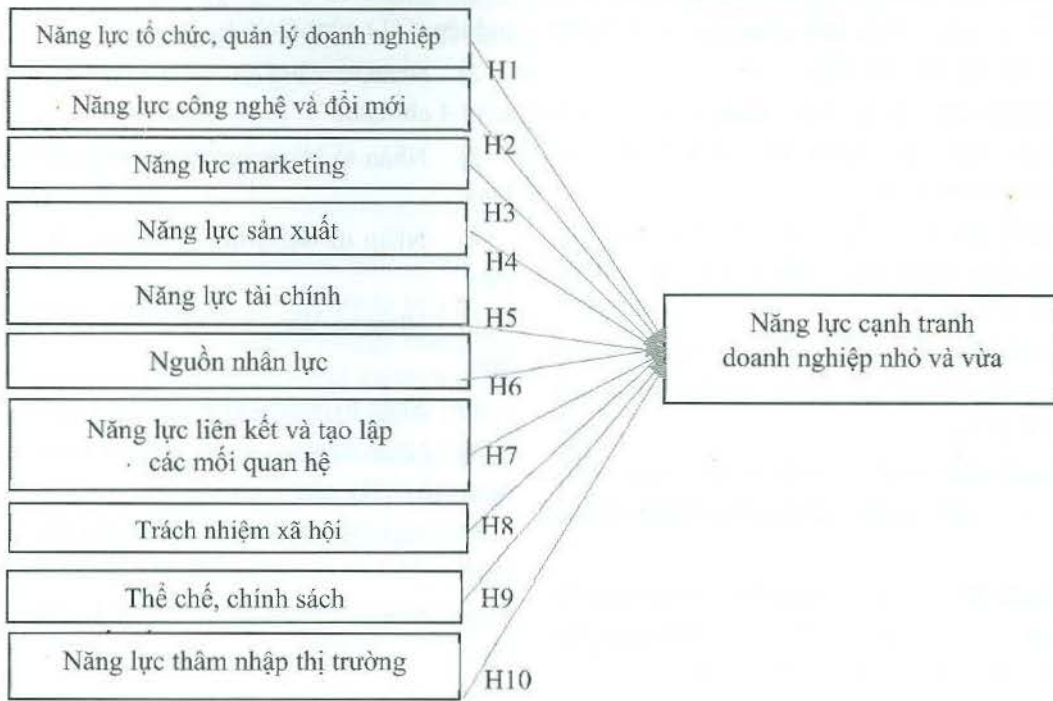 Năng lực tổ chức, quản lý doanh nghiệp
H1
Năng lực công nghệ và đổi mới
H2
Năng lực marketing
H3
Năng lực sản xuất
H4
Năng lực tài chính
H5
Nguồn nhân lực
H6
Năng lực liên kết và tạo lập
các mối quan hệ
H7
Trách nhiệm xã hội
H8
Thể chế, chính sách
H9
Năng lực thâm nhập thị trường
H10
Năng lực cạnh tranh
doanh nghiệp nhỏ và vừa